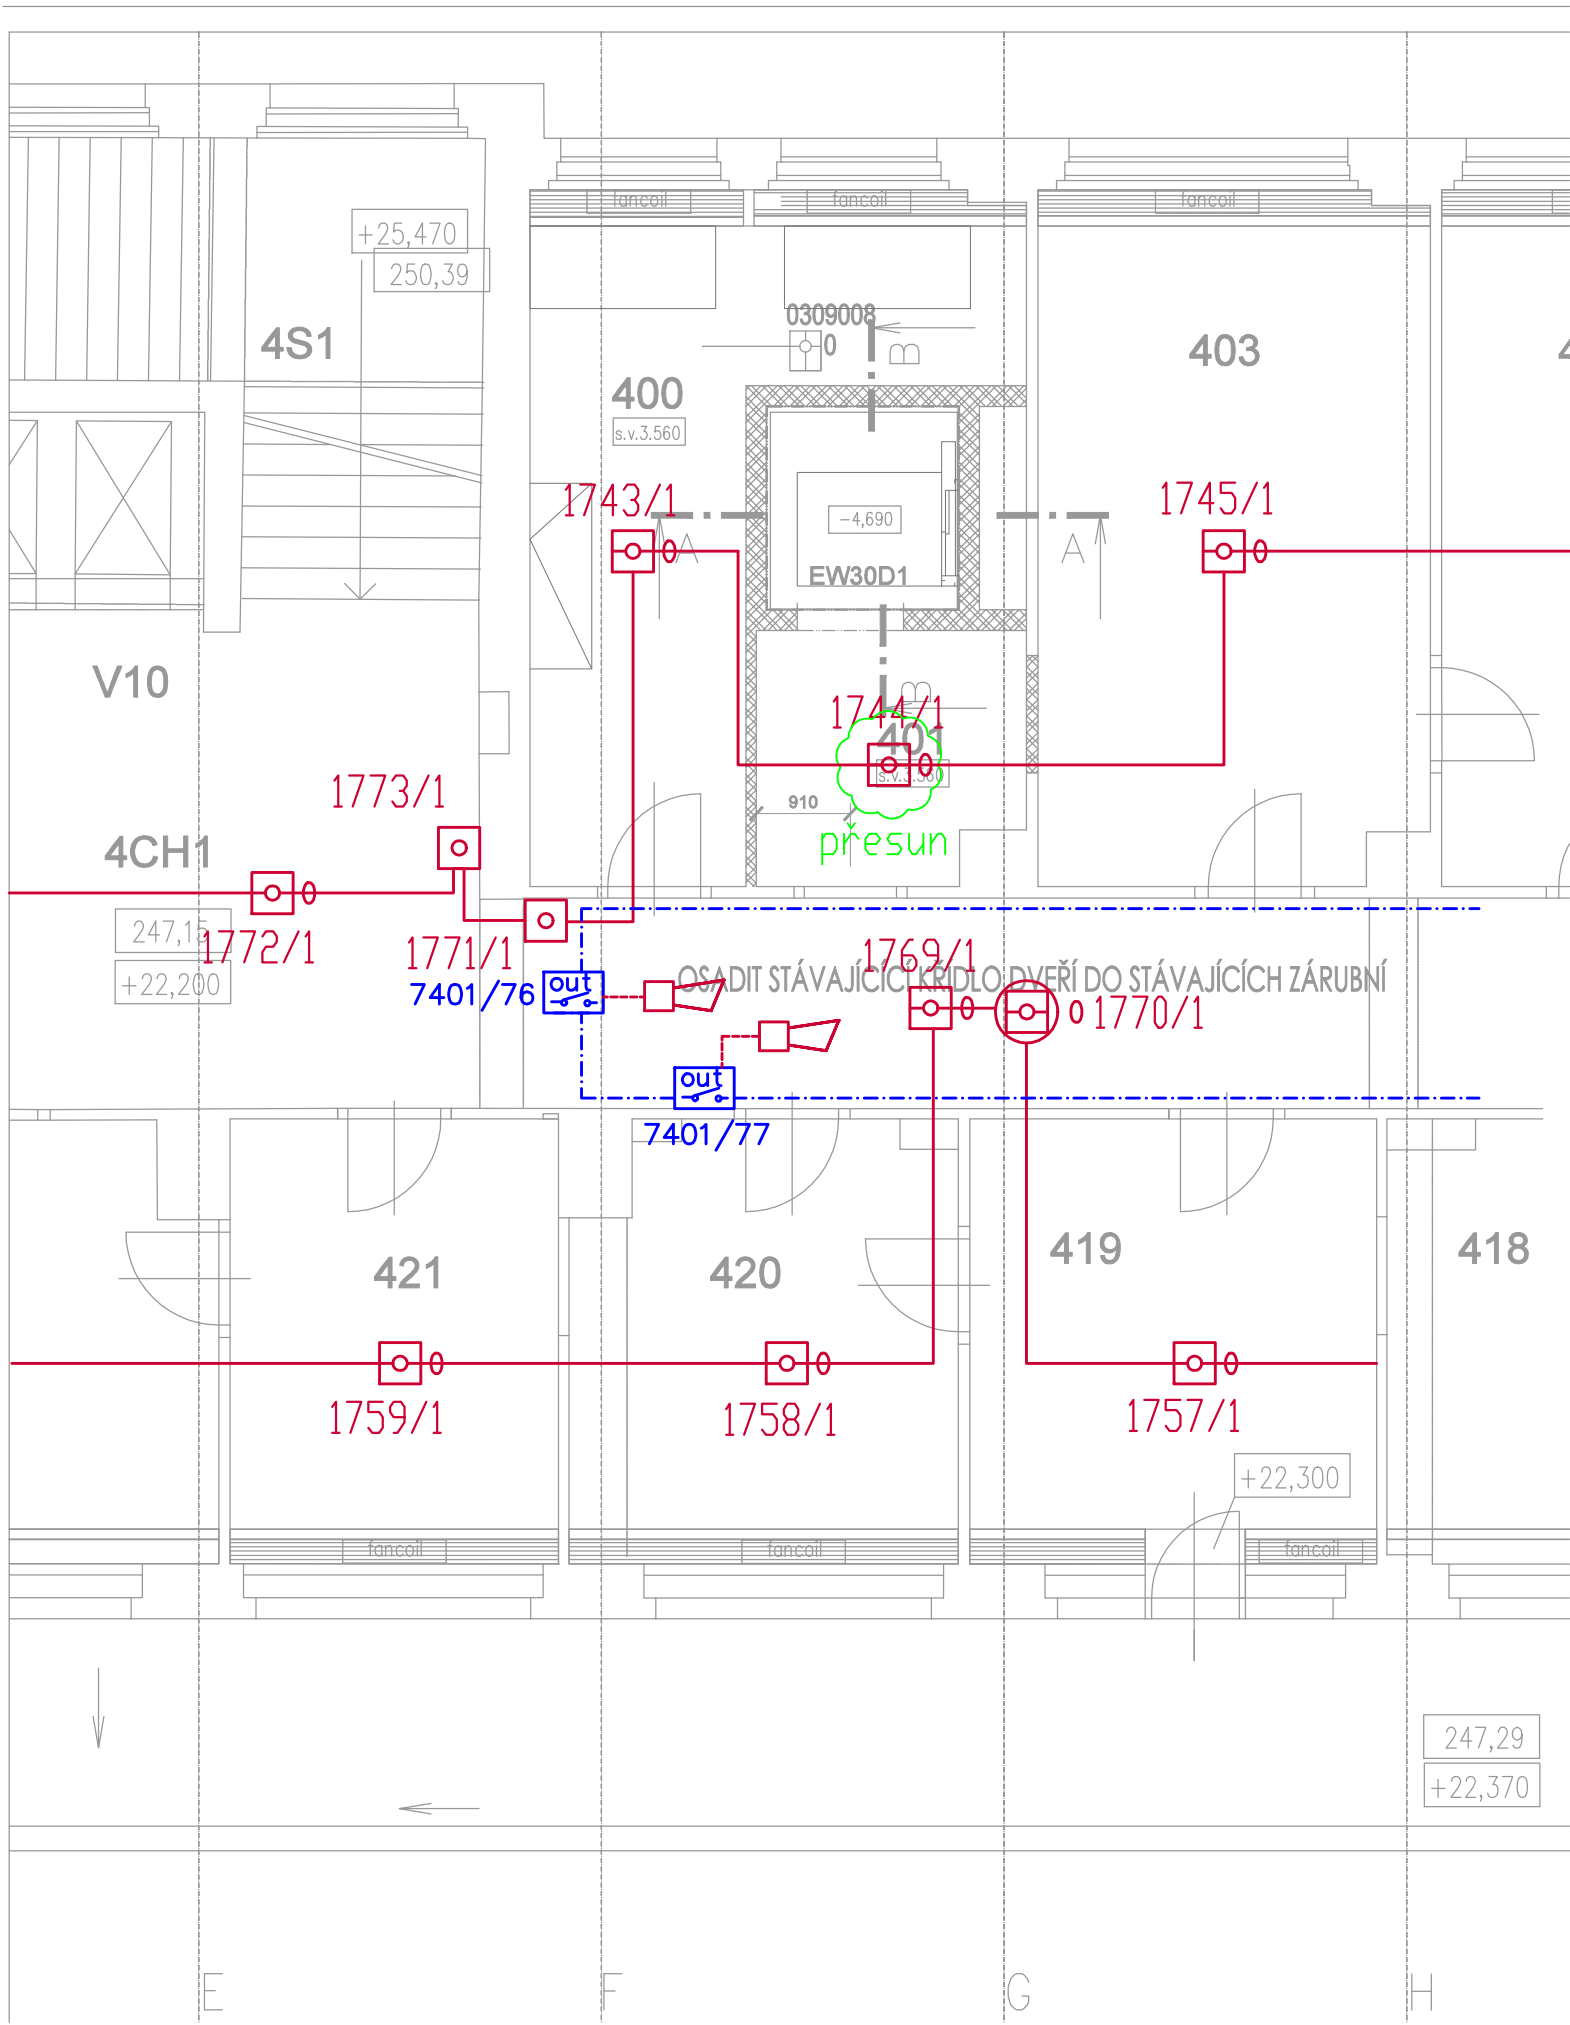 fancoil
fancoil
fancoil
+25,470
250,39
0309008
0
B
4S1
403
400
s.v.3.560
1743/1
1745/1
-4,690
A
A
EW30D1
V10
B
1744/1
401
s.v.3.560
1773/1
910
přesun
4CH1
247,15
1772/1
1771/1
1769/1
+22,200
OSADIT STÁVAJÍCÍCÍ KŘÍDLO DVEŘÍ DO STÁVAJÍCÍCH ZÁRUBNÍ
7401/76
out
0 1770/1
out
7401/77
421
420
419
418
1759/1
1758/1
1757/1
+22,300
fancoil
fancoil
fancoil
247,29
+22,370
E
F
G
H